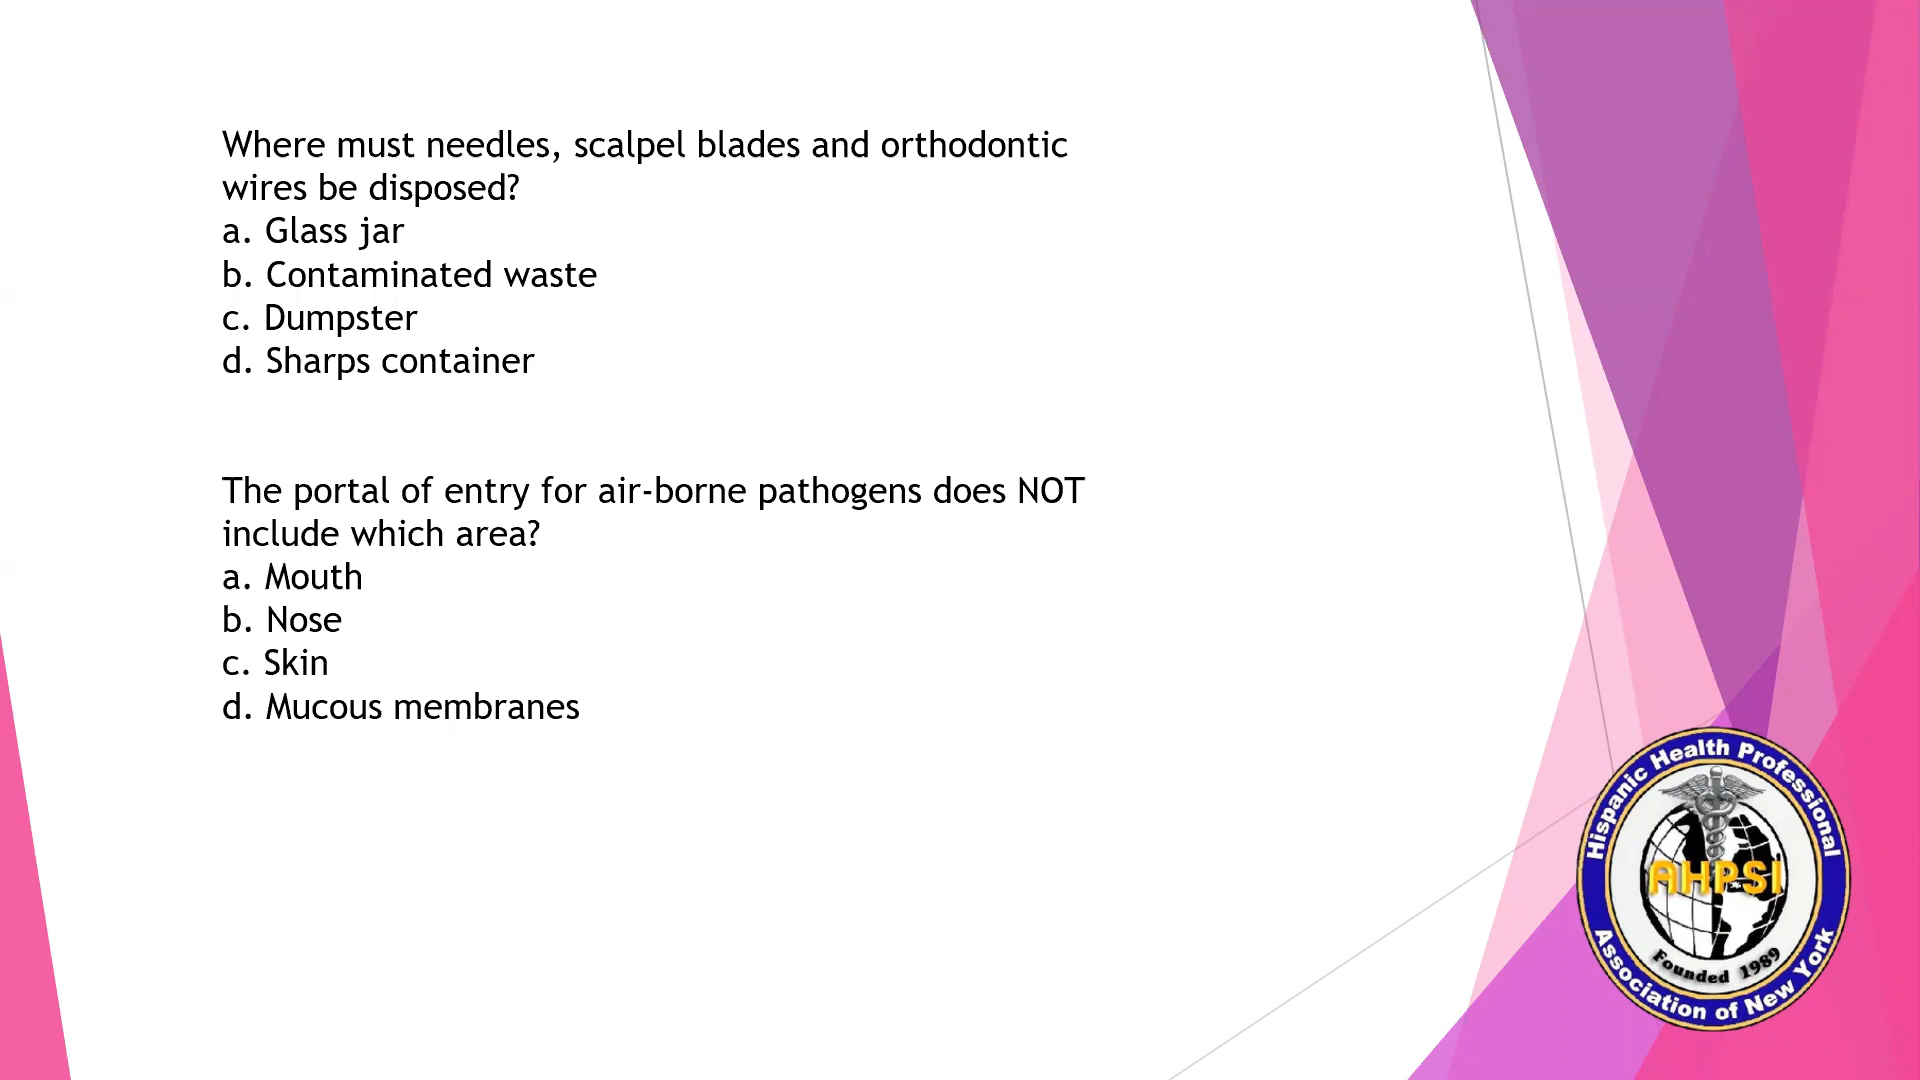 Where must needles, scalpel blades and orthodontic
wires be disposed?
a. Glass jar
b. Contaminated waste
c. Dumpster
d. Sharps container
The portal of entry for air-borne pathogens does NOT
include which area?
a. Mouth
b. Nose
c. Skin
d. Mucous membranes
Hispanic Health Professional
AHPSI
Founded 1989
Association of New York